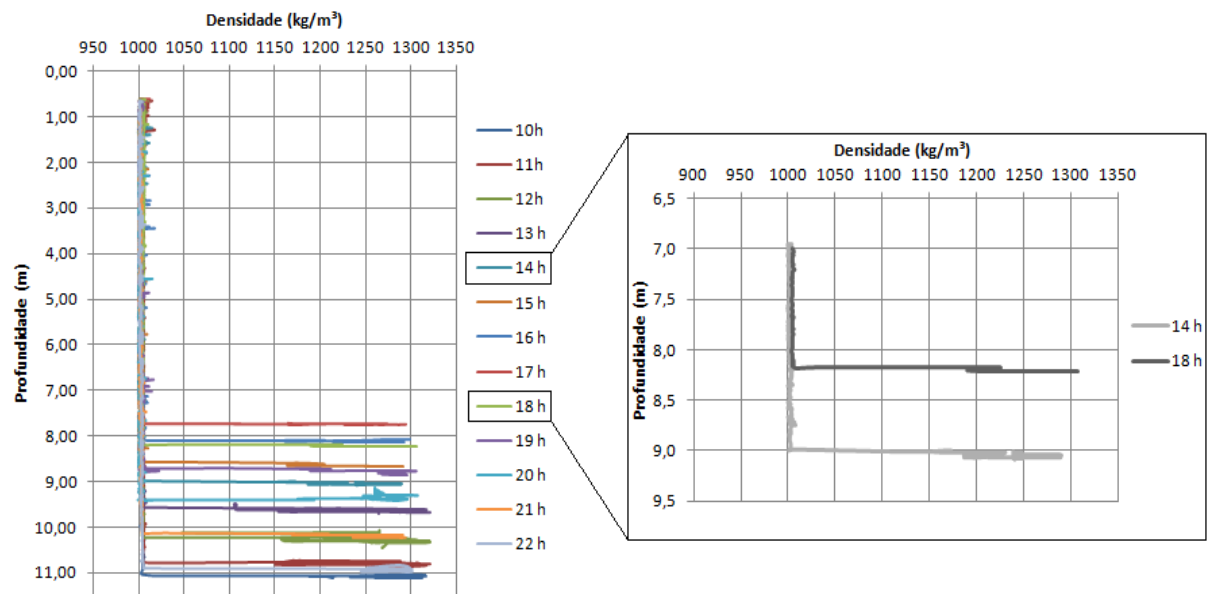 Densidade (kg/m³)
950 1000 1050 1100 1150 1200 1250 1300 1350
0,00
1,00
2,00
3,00
4,00
5,00
6,00
7,00
8,00
9,00
10,00
11,00
Profundidade (m)
10h
11h
12h
13 h
14 h
15 h
16 h
17 h
18 h
19 h
20 h
21 h
22 h
Densidade (kg/m³)
900 950 1000 1050 1100 1150 1200 1250 1300 1350
6,5
7,0
7,5
8,0
8,5
9,0
9,5
Profundidade (m)
14 h
18 h